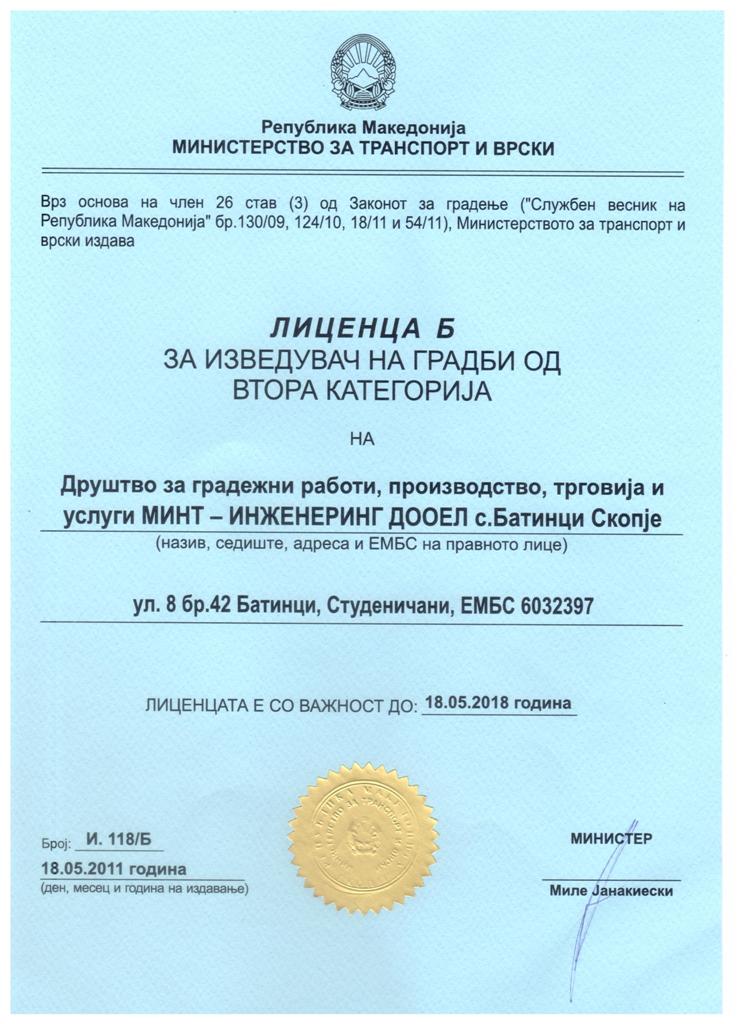 Република Македонија
МИНИСТЕРСТВО ЗА ТРАНСПОРТ И ВРСКИ
Врз основа на член 26 став (3) од Законот за градење ("Службен весник на
Република Македонија" бр.130/09, 124/10, 18/11 и 54/11), Министерството за транспорт и
врски издава
ЛИЦЕНЦА Б
ЗА ИЗВЕДУВАЧ НА ГРАДБИ ОД
ВТОРА КАТЕГОРИЈА
НА
Друштво за градежни работи, производство, трговија и
услуги МИНТ – ИНЖЕНЕРИНГ ДООЕЛ с.Батинци Скопје
(назив, седиште, адреса и ЕМБС на правното лице)
ул. 8 бр.42 Батинци, Студеничани, ЕМБС 6032397
ЛИЦЕНЦАТА Е СО ВАЖНОСТ ДО: 18.05.2018 година
Број: И. 118/Б
18.05.2011 година
(ден, месец и година на издавање)
МИНИСТЕР
Миле Јанакиески